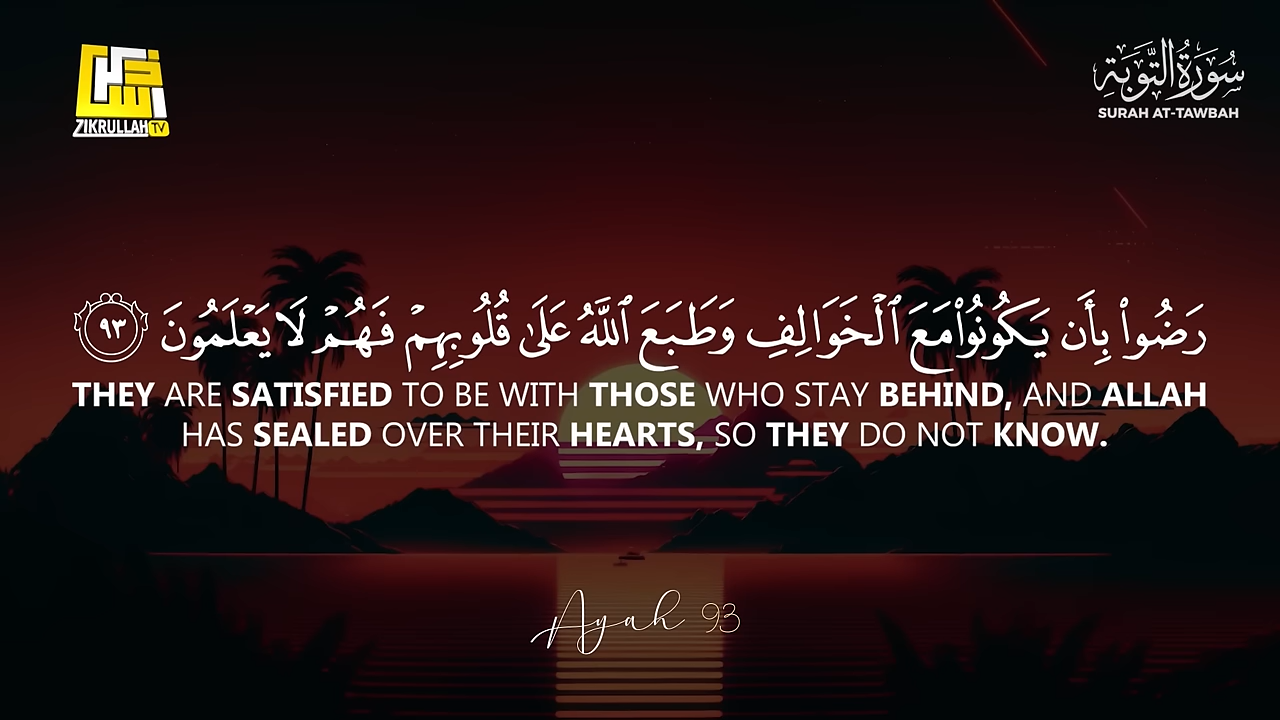 ذكر الله
ZIKRULLAH TV
سُورَةُ التَّوْبَةِ
SURAH AT-TAWBAH
رَضُوا۟ بِأَن يَكُونُوا۟ مَعَ ٱلْخَوَالِفِ وَطَبَعَ ٱللَّهُ عَلَىٰ قُلُوبِهِمْ فَهُمْ لَا يَعْلَمُونَ ٩٣
THEY ARE SATISFIED TO BE WITH THOSE WHO STAY BEHIND, AND ALLAH
HAS SEALED OVER THEIR HEARTS, SO THEY DO NOT KNOW.
Ayah 93